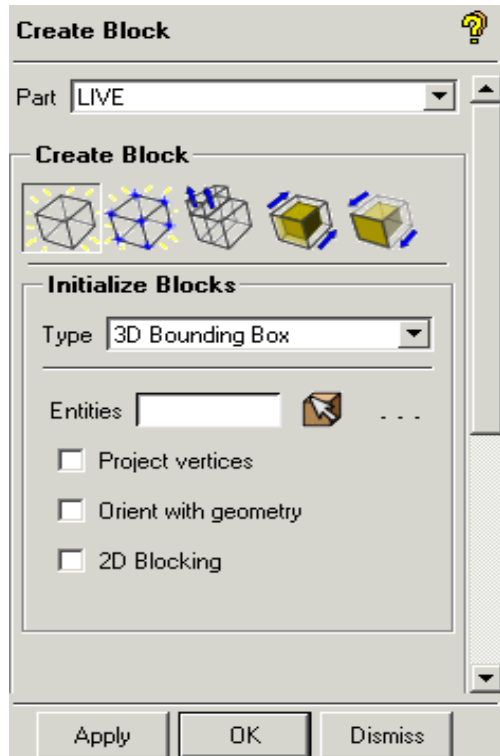 Create Block
Part LIVE
Create Block
Initialize Blocks
Type 3D Bounding Box
Entities ...
Project vertices
Orient with geometry
2D Blocking
Apply OK Dismiss